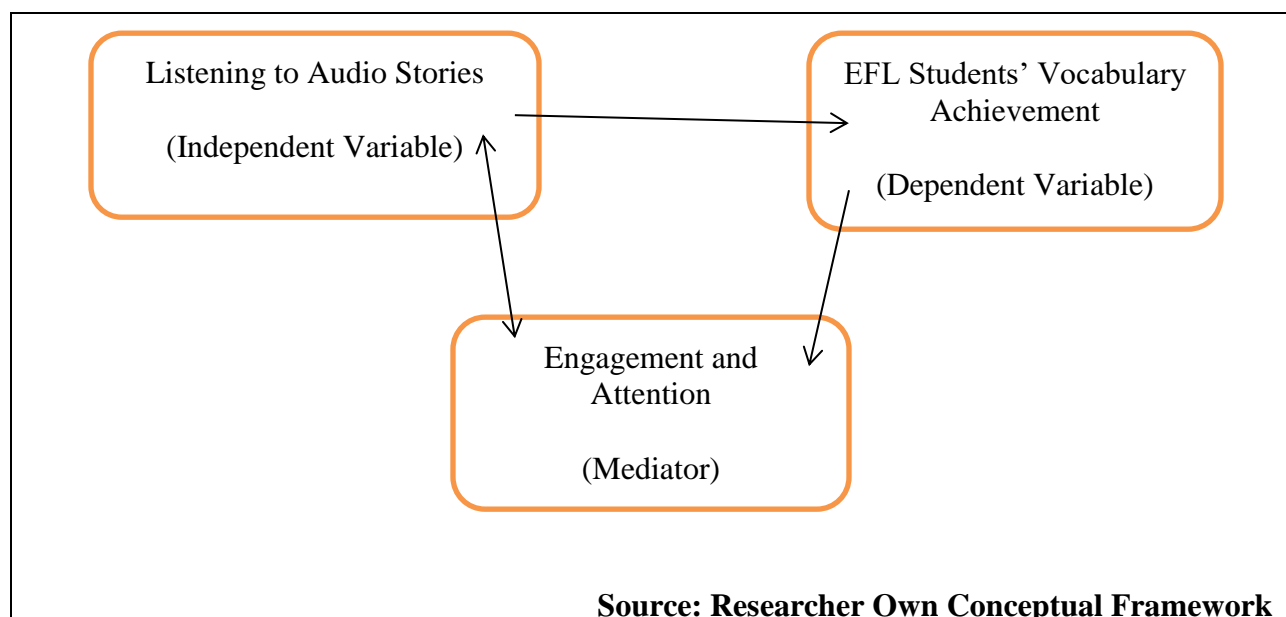 Listening to Audio Stories
(Independent Variable)
EFL Students’ Vocabulary
Achievement
(Dependent Variable)
Engagement and
Attention
(Mediator)
Source: Researcher Own Conceptual Framework